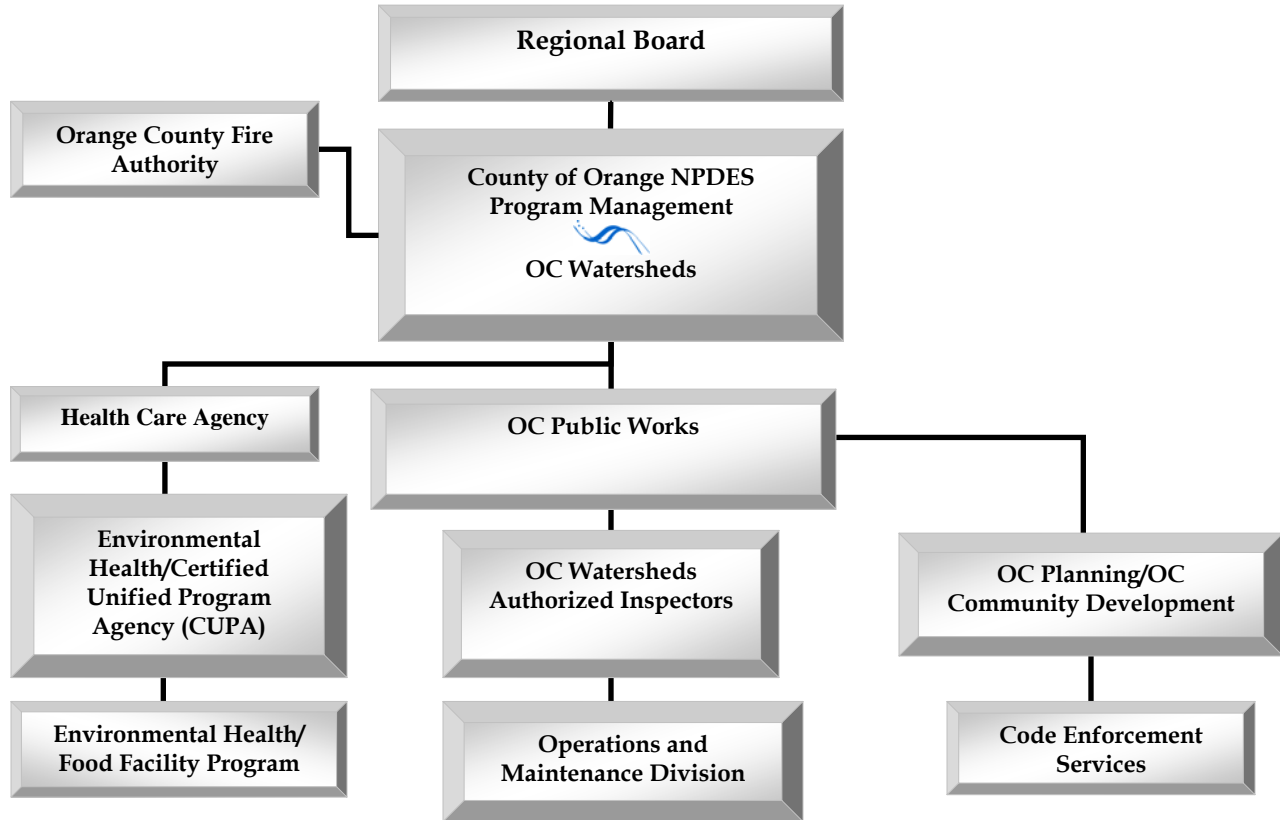 Regional Board
Orange County Fire
Authority
County of Orange NPDES
Program Management
OC Watersheds
Health Care Agency
OC Public Works
Environmental
Health/Certified
Unified Program
Agency (CUPA)
OC Watersheds
Authorized Inspectors
OC Planning/OC
Community Development
Environmental Health/
Food Facility Program
Operations and
Maintenance Division
Code Enforcement
Services